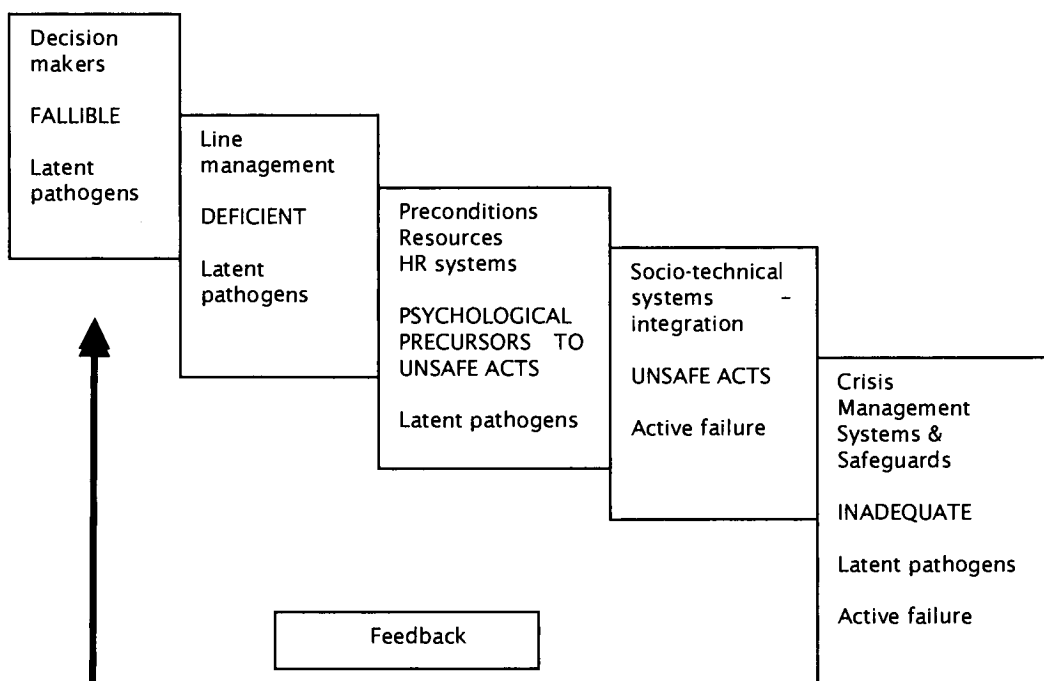 Decision
makers
FALLIBLE
Latent
pathogens
Line
management
DEFICIENT
Latent
pathogens
Preconditions
Resources
HR systems
PSYCHOLOGICAL
PRECURSORS TO
UNSAFE ACTS
Latent pathogens
Socio-technical
systems –
integration
UNSAFE ACTS
Active failure
Crisis
Management
Systems &
Safeguards
INADEQUATE
Latent pathogens
Active failure
Feedback